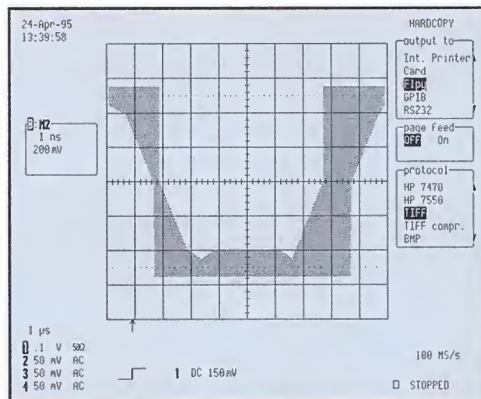 24-Apr-95
13:39:58
D:M2
1 ns
200mV
HARDCOPY
output to
Int. Printer
Card
Flpy
GPIB
RS232
page feed
OFF On
protocol
HP 7470
HP 7550
TIFF
TIFF compr.
BMP
1 µs
1 .1 V 50Ω
2 50 mV AC
3 50 mV AC
4 50 mV AC
1 DC 150mV
100 MS/s
STOPPED